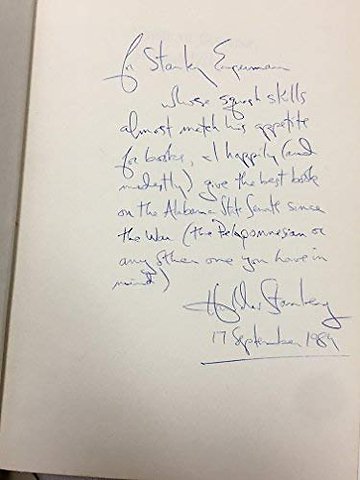 for Stanley Engerman
whose squash skills
almost match his appetite
for books, I happily (and
modestly) give the best book
on the Alabama State Senate since
the War (the Peloponnesian or
any other one you have in
mind)
17 September 1984